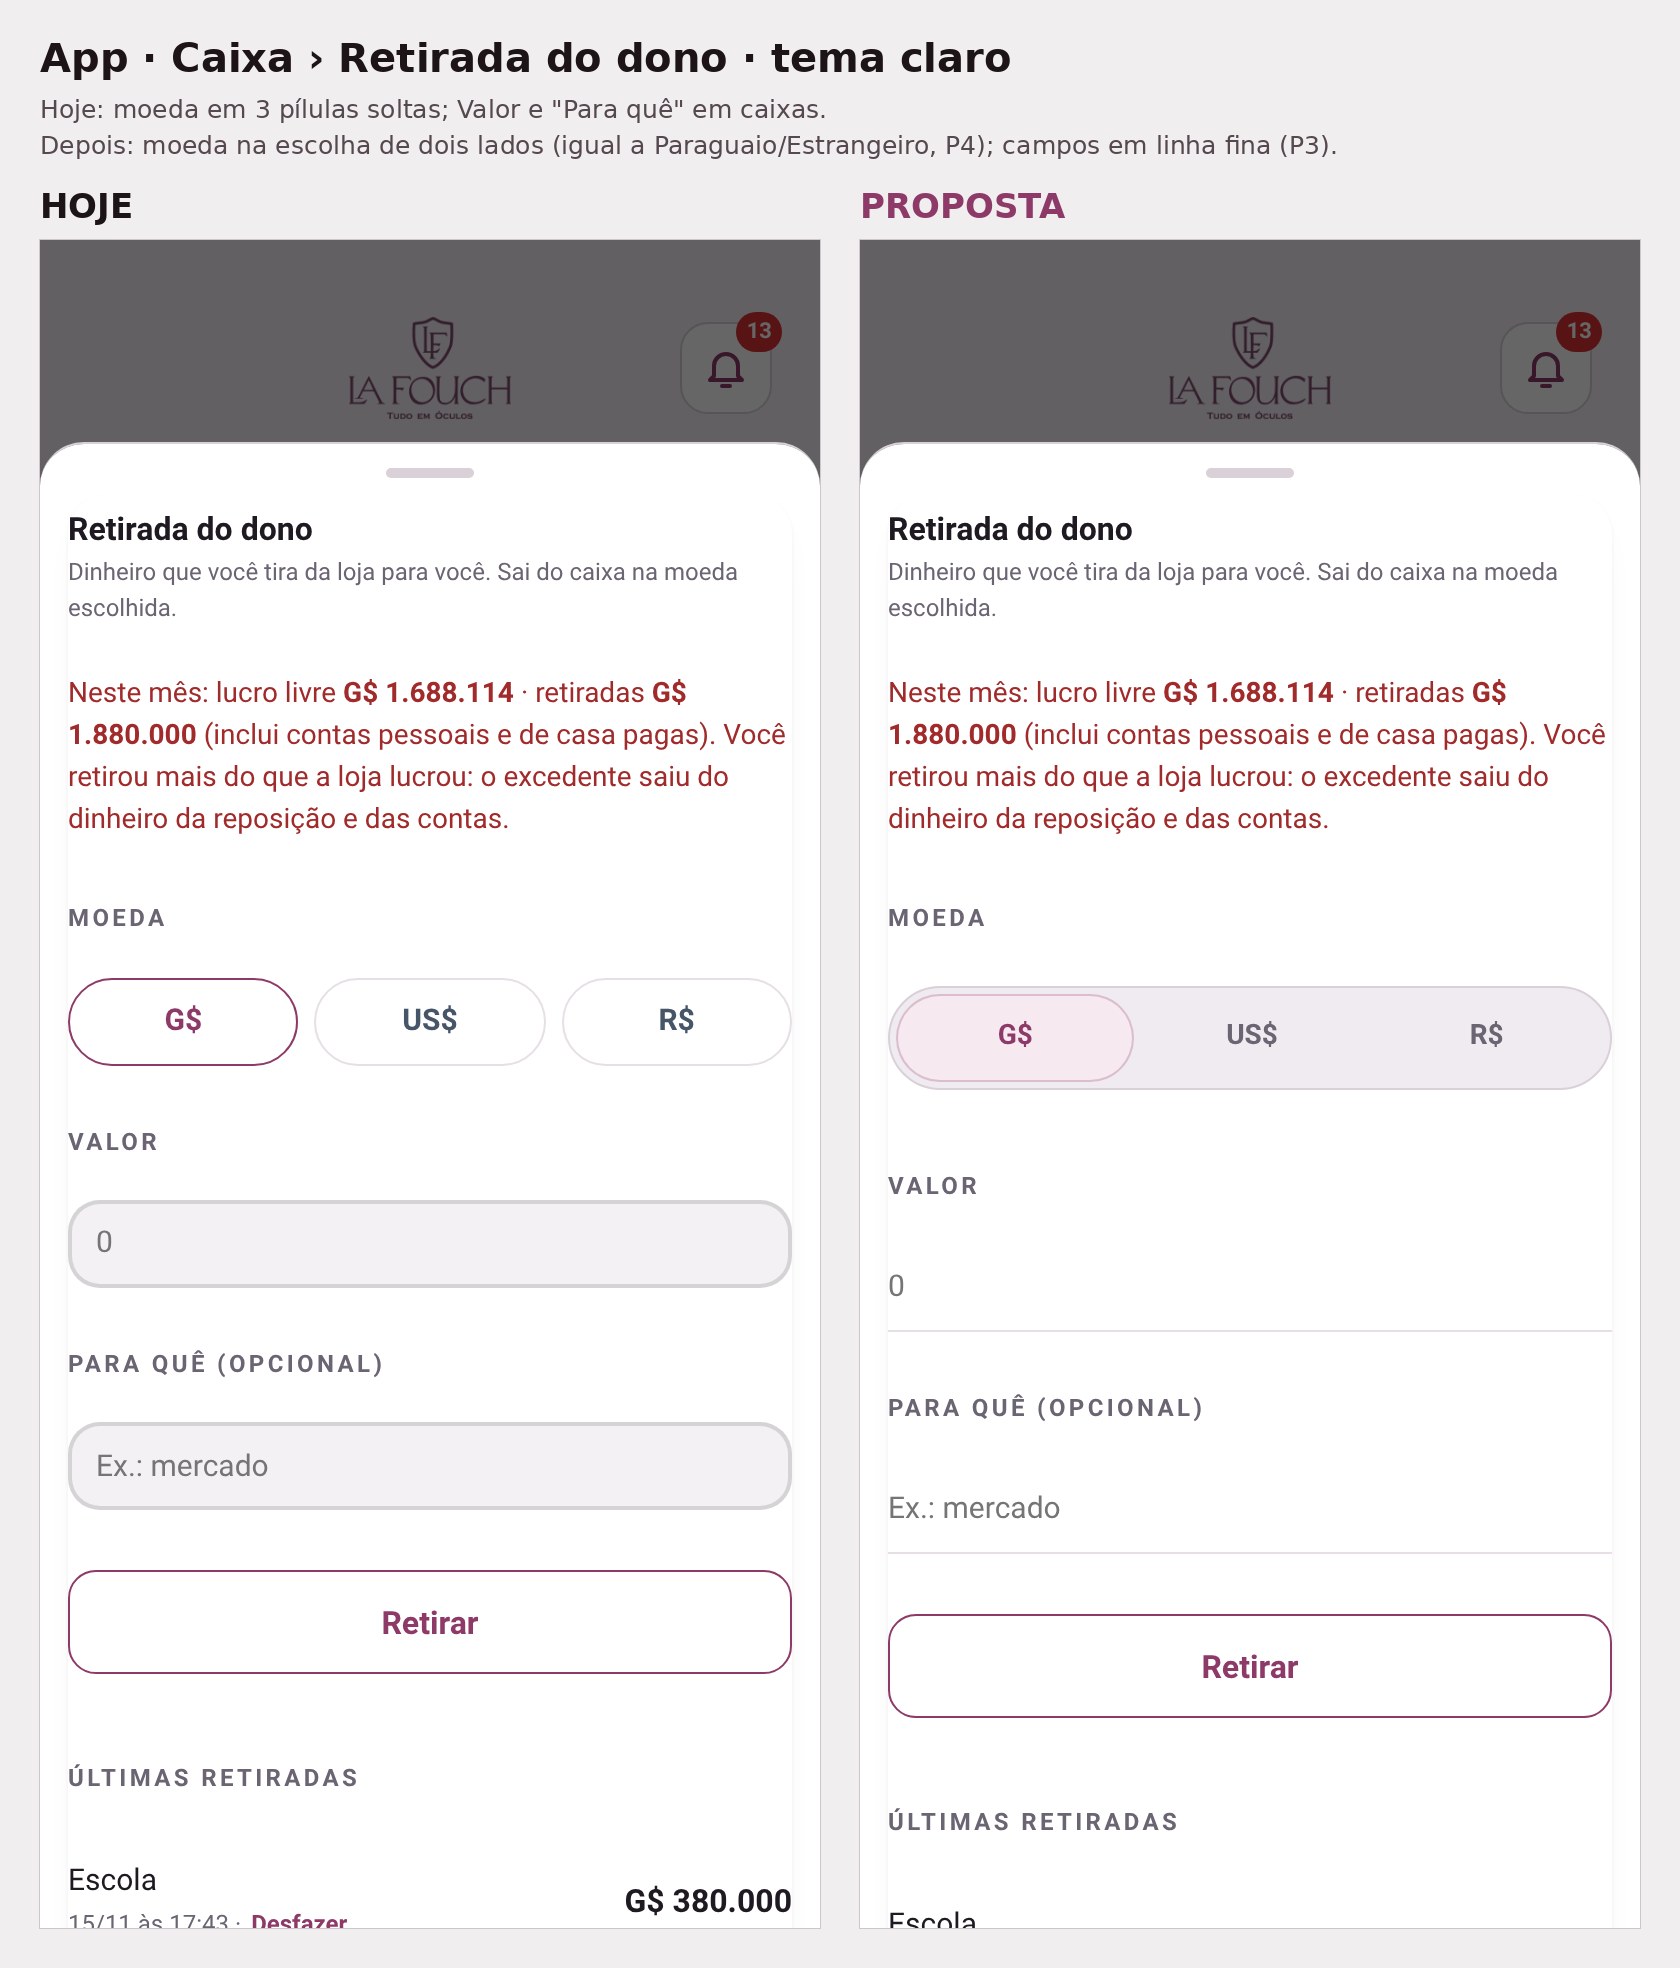 App · Caixa › Retirada do dono · tema claro
Hoje: moeda em 3 pílulas soltas; Valor e "Para quê" em caixas.
Depois: moeda na escolha de dois lados (igual a Paraguaio/Estrangeiro, P4); campos em linha fina (P3).
HOJE
LF
LA FOUCH
TUDO EM ÓCULOS
13
Retirada do dono
Dinheiro que você tira da loja para você. Sai do caixa na moeda
escolhida.
Neste mês: lucro livre G$ 1.688.114 · retiradas G$
1.880.000 (inclui contas pessoais e de casa pagas). Você
retirou mais do que a loja lucrou: o excedente saiu do
dinheiro da reposição e das contas.
MOEDA
G$ US$ R$
VALOR
0
PARA QUÊ (OPCIONAL)
Ex.: mercado
Retirar
ÚLTIMAS RETIRADAS
Escola
G$ 380.000
15/11 às 17:43 · Desfazer
PROPOSTA
LF
LA FOUCH
TUDO EM ÓCULOS
13
Retirada do dono
Dinheiro que você tira da loja para você. Sai do caixa na moeda
escolhida.
Neste mês: lucro livre G$ 1.688.114 · retiradas G$
1.880.000 (inclui contas pessoais e de casa pagas). Você
retirou mais do que a loja lucrou: o excedente saiu do
dinheiro da reposição e das contas.
MOEDA
G$ US$ R$
VALOR
0
PARA QUÊ (OPCIONAL)
Ex.: mercado
Retirar
ÚLTIMAS RETIRADAS
Escola